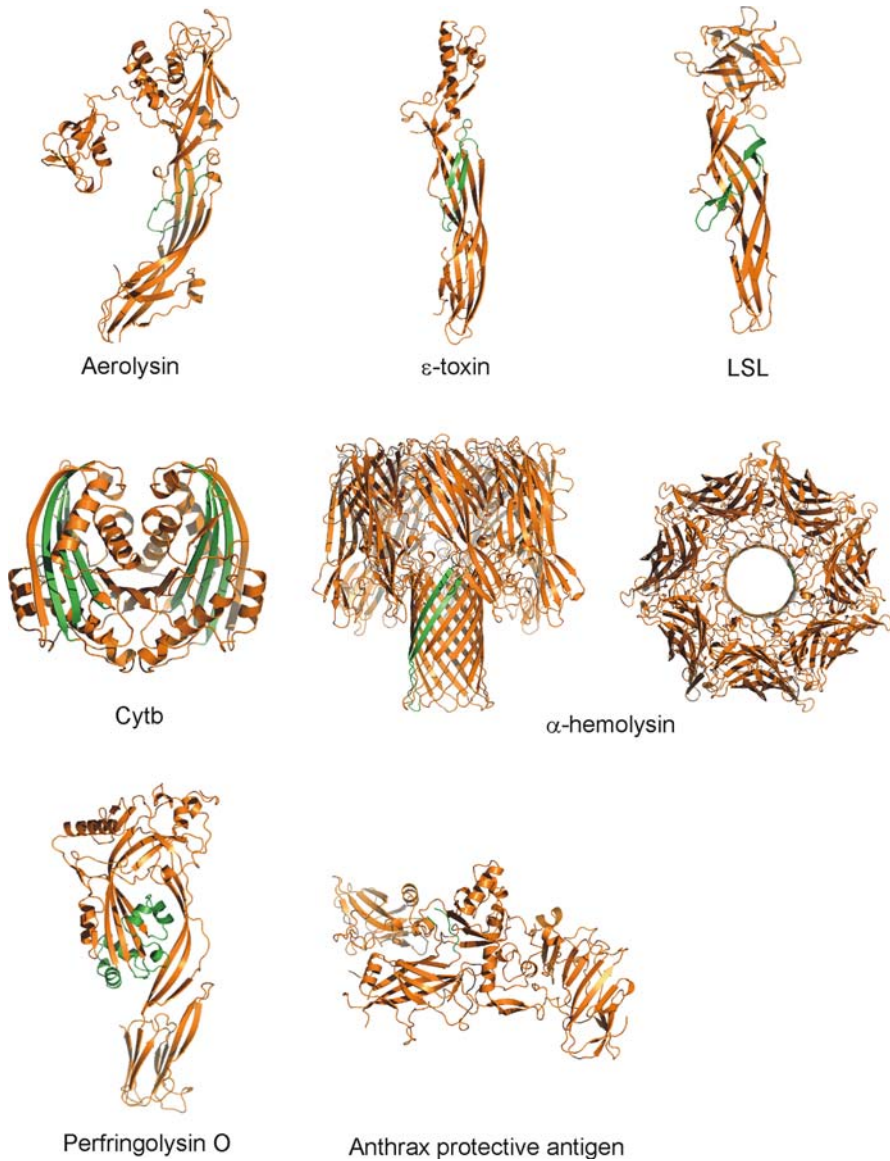 Aerolysin
ε-toxin
LSL
Cytb
α-hemolysin
Perfringolysin O
Anthrax protective antigen